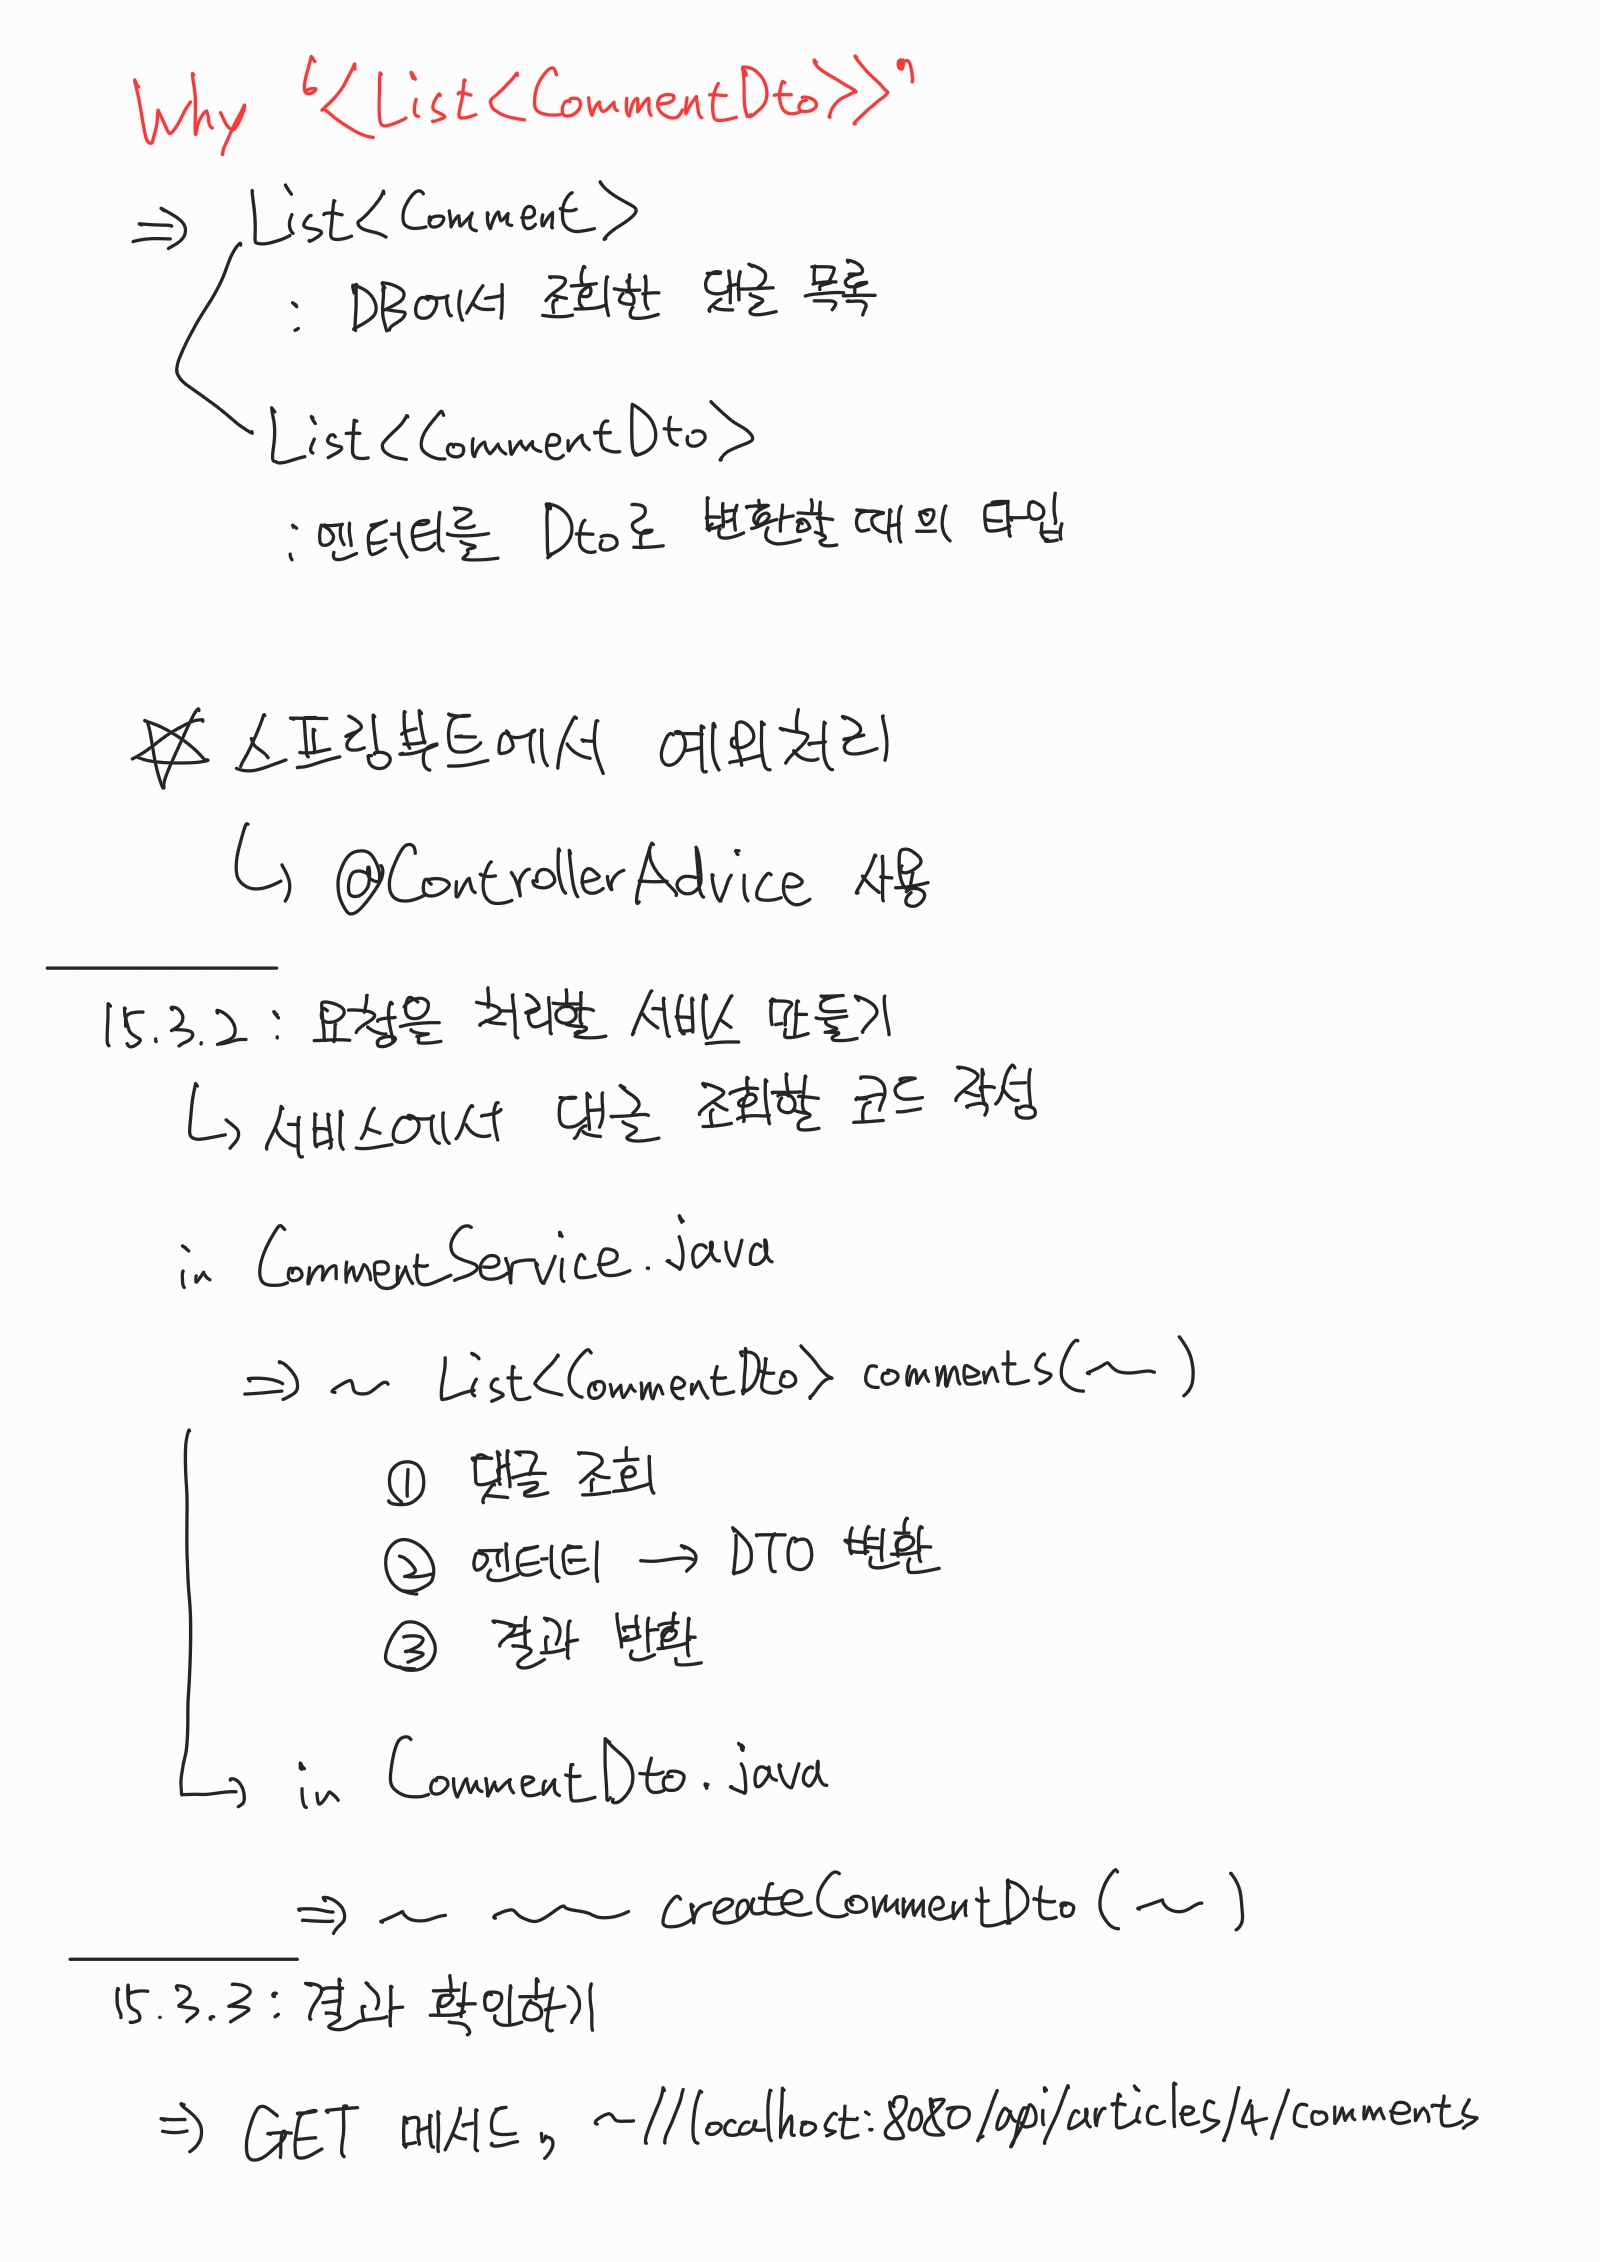 Why "<List<CommentDto>>"
⇒ List<Comment>
: DB에서 조회한 댓글 목록
List<CommentDto>
: 엔터티를 Dto로 변환할 때의 타입
☆ 스프링부트에서 예외처리
↳ @ControllerAdvice 사용
15.3.2 : 요청을 처리할 서비스 만들기
↳ 서비스에서 댓글 조회할 코드 작성
in CommentService.java
⇒ ~ List<CommentDto> comments(~)
① 댓글 조회
② 엔터티 → DTO 변환
③ 결과 반환
↳ in CommentDto.java
⇒ ~ ~~ createCommentDto(~)
15.3.3 : 결과 확인하기
⇒ GET 메서드, ~//localhost:8080/api/articles/4/comments